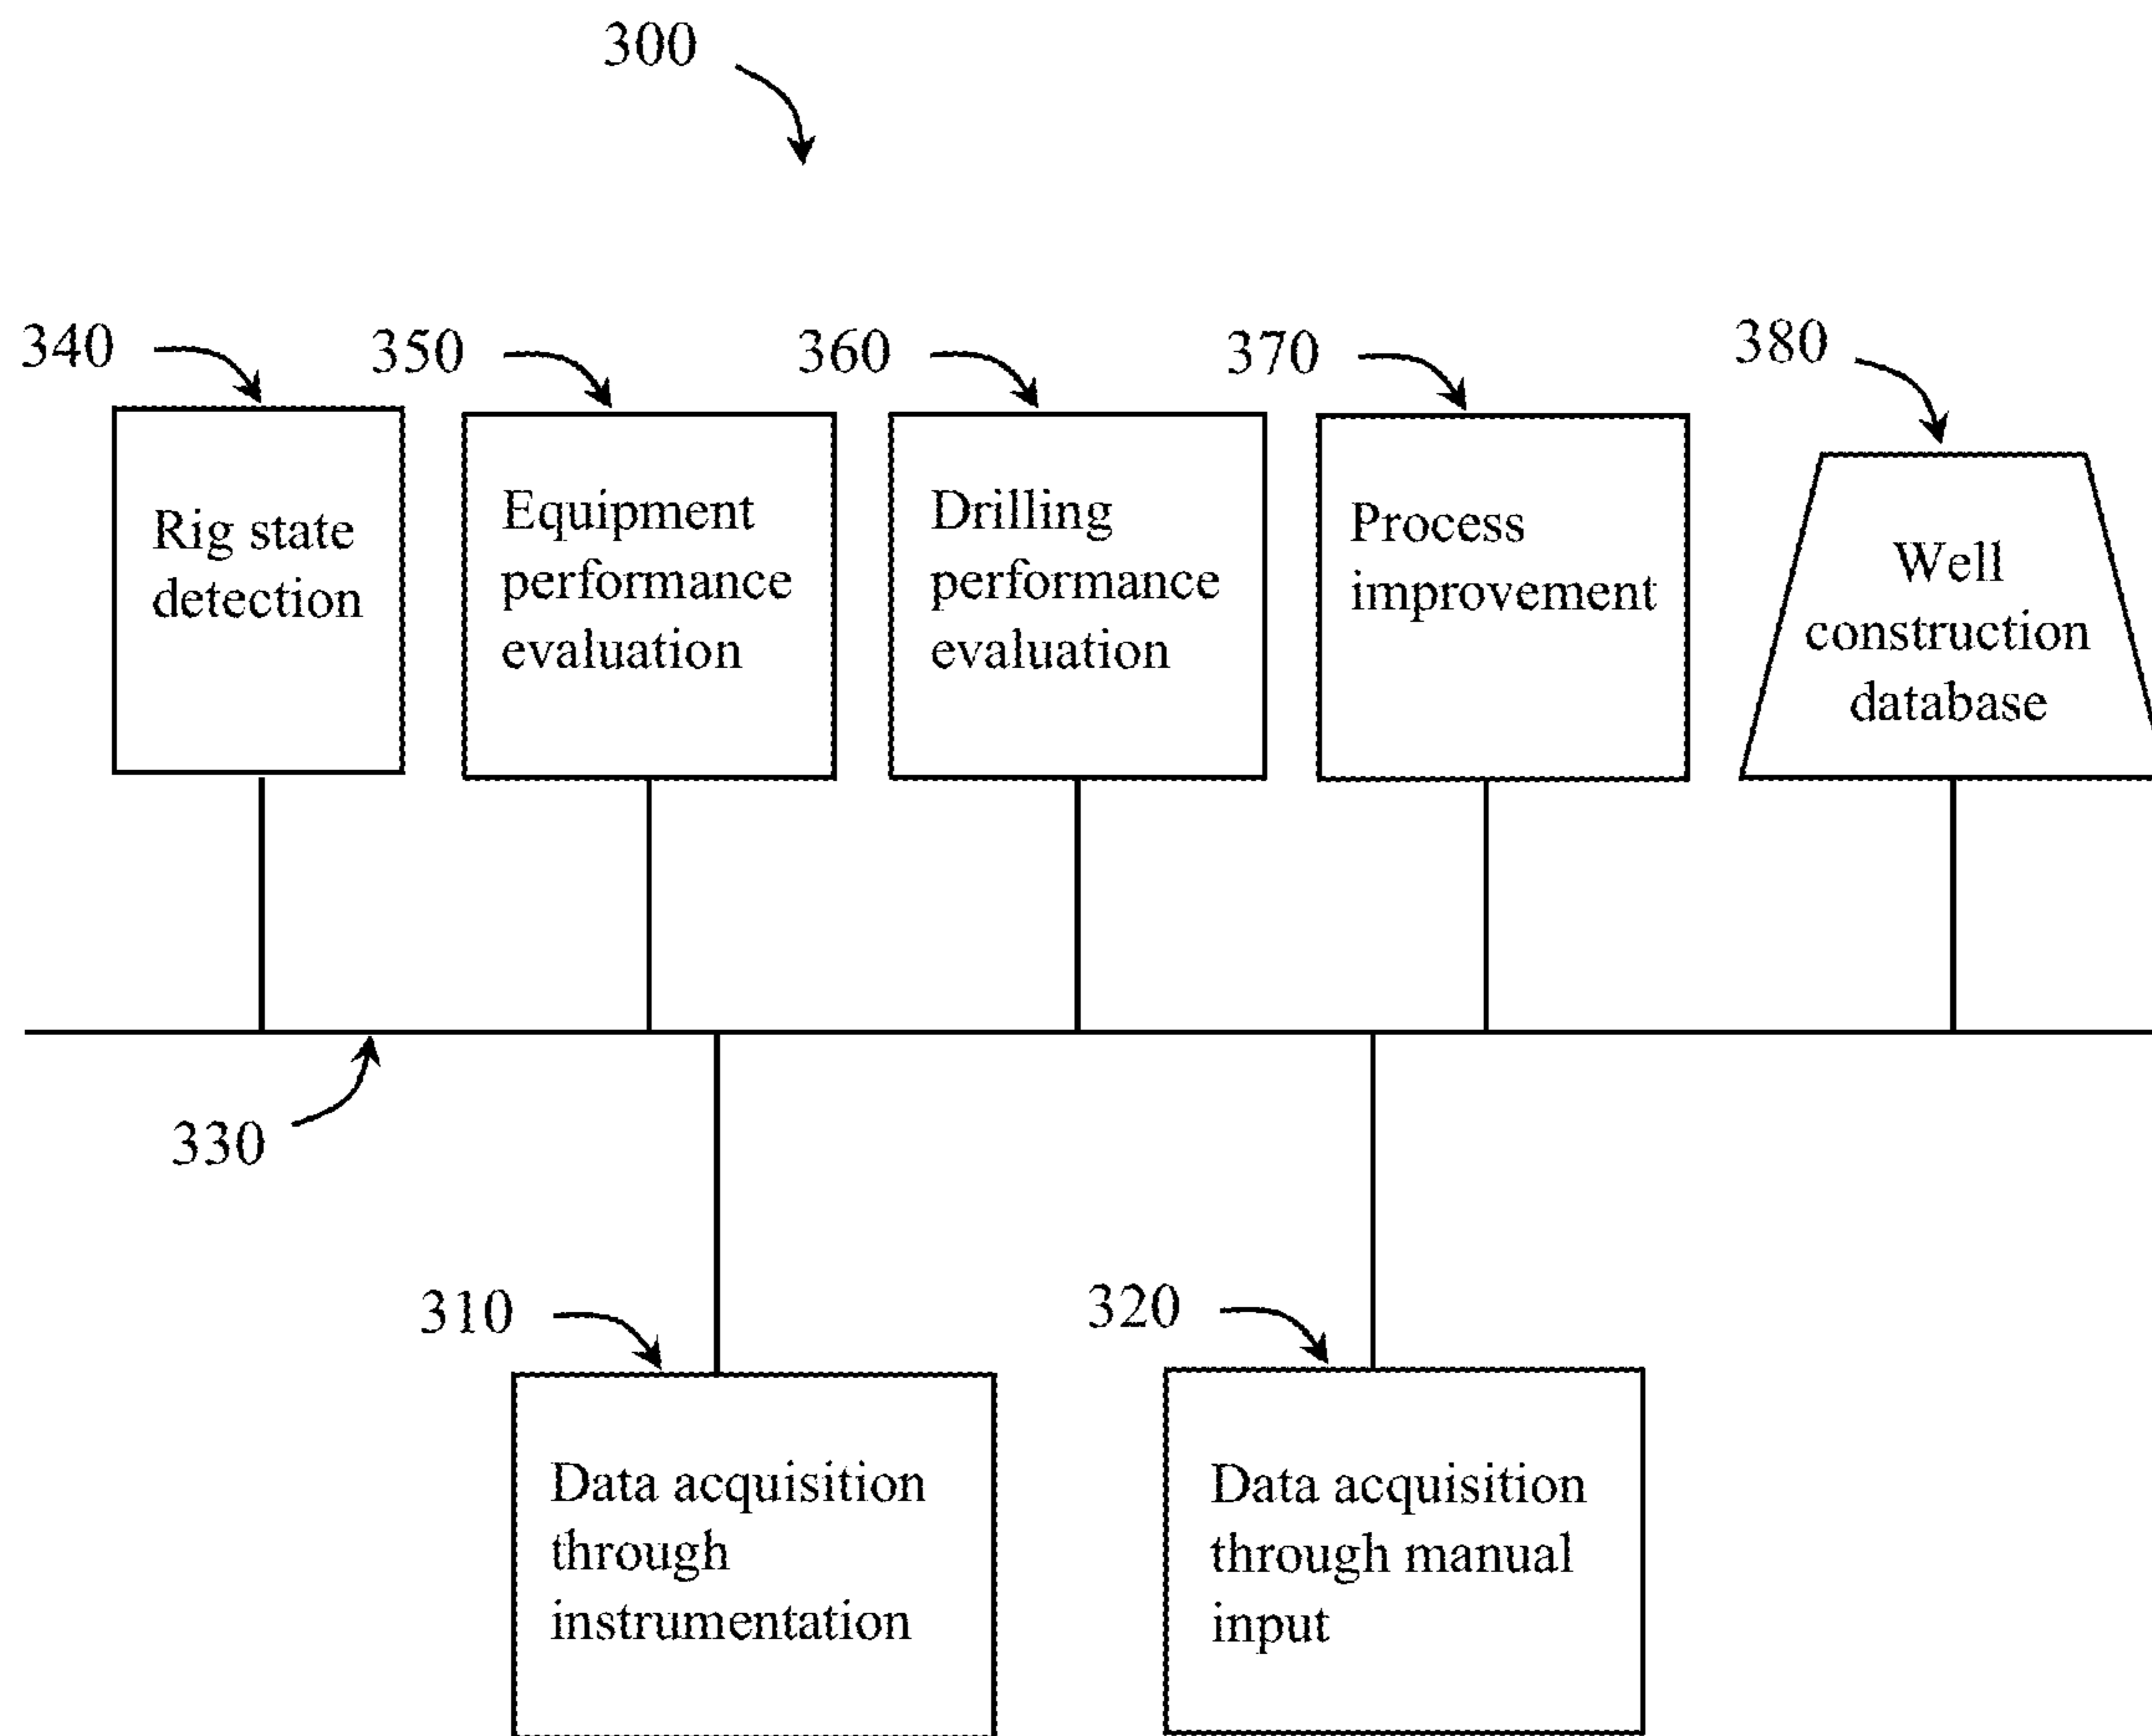 300
340
350
360
370
380
Rig state
detection
Equipment
performance
evaluation
Drilling
performance
evaluation
Process
improvement
Well
construction
database
330
310
320
Data acquisition
through
instrumentation
Data acquisition
through manual
input